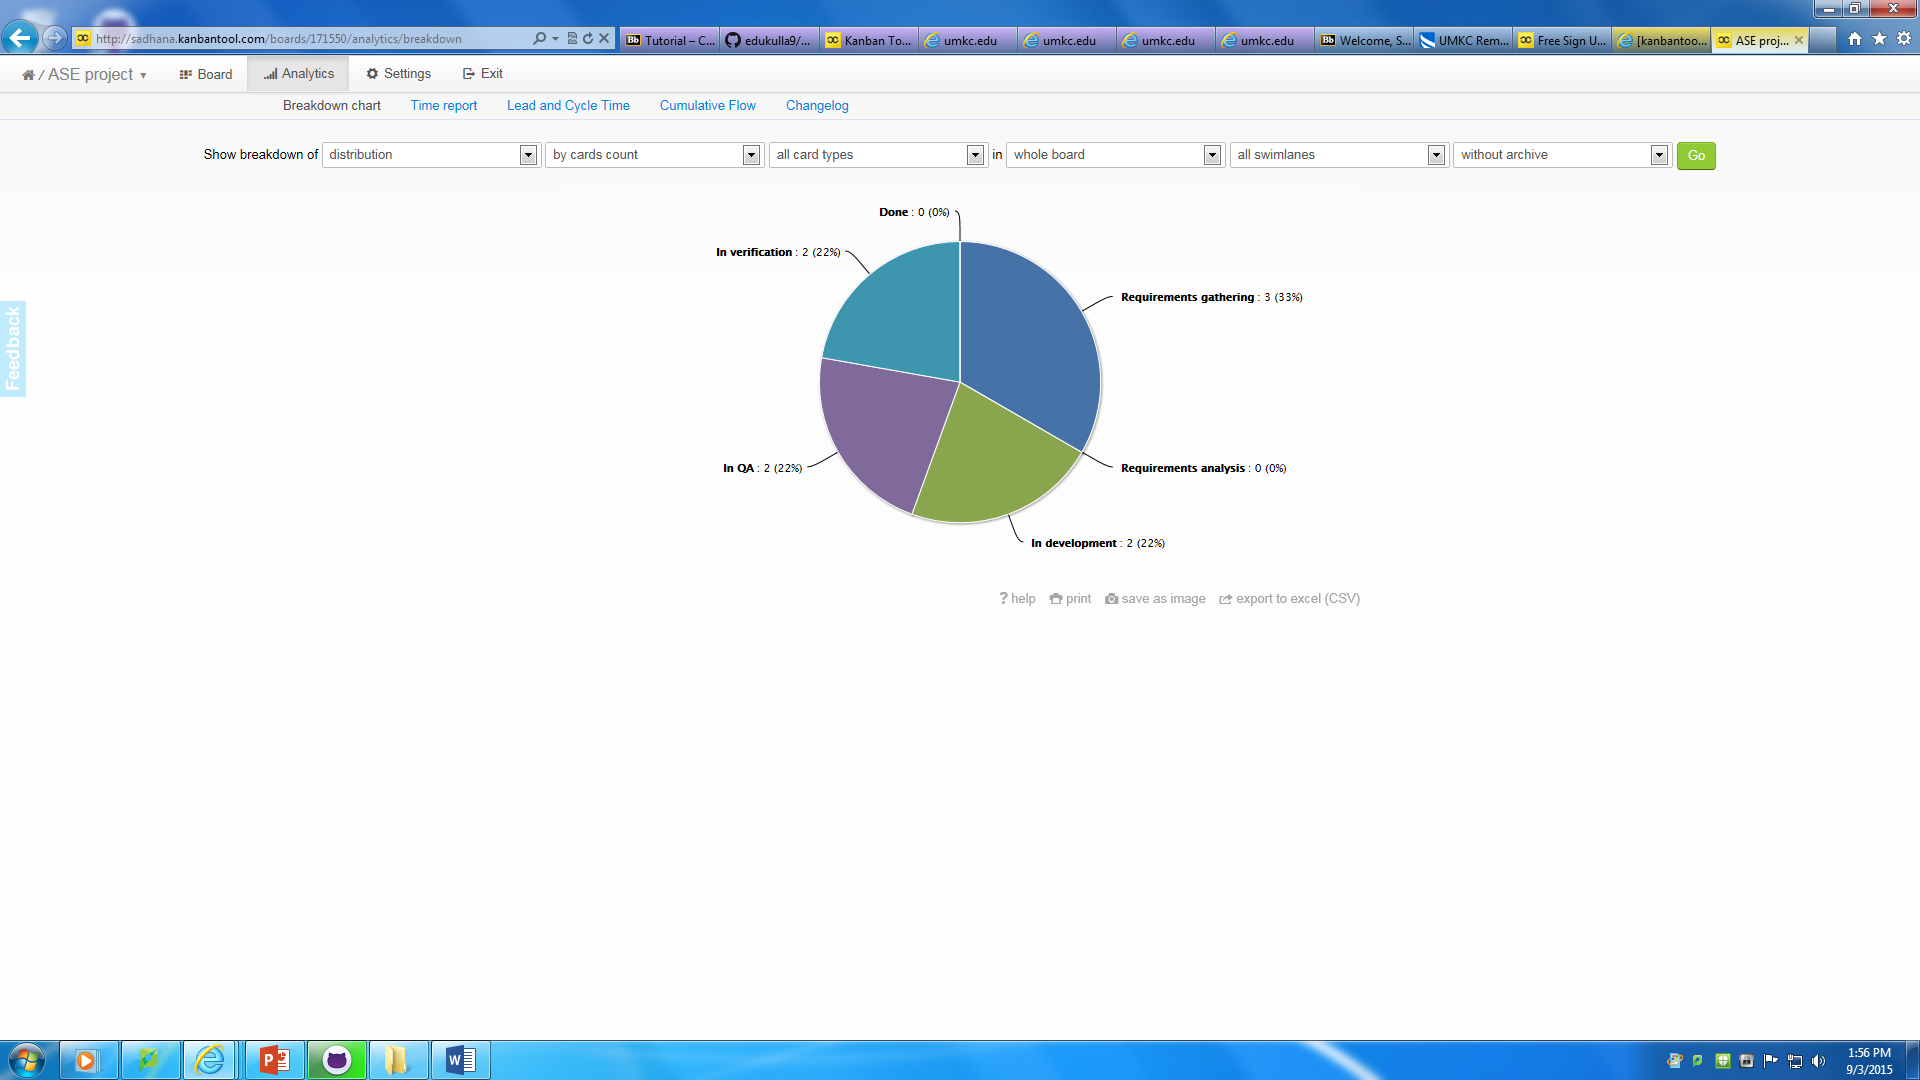 http://sadhana.kanbantool.com/boards/171550/analytics/breakdown
Tutorial – C...
edukulla9/...
Kanban To...
umkc.edu
umkc.edu
umkc.edu
umkc.edu
Welcome, S...
UMKC Rem...
Free Sign U...
[kanbantoo...
ASE proj...
/ ASE project
Board
Analytics
Settings
Exit
Breakdown chart
Time report
Lead and Cycle Time
Cumulative Flow
Changelog
Show breakdown of distribution by cards count all card types in whole board all swimlanes without archive Go
Done : 0 (0%)
In verification : 2 (22%)
Requirements gathering : 3 (33%)
Feedback
In QA : 2 (22%)
Requirements analysis : 0 (0%)
In development : 2 (22%)
? help
print
save as image
export to excel (CSV)
1:56 PM
9/3/2015